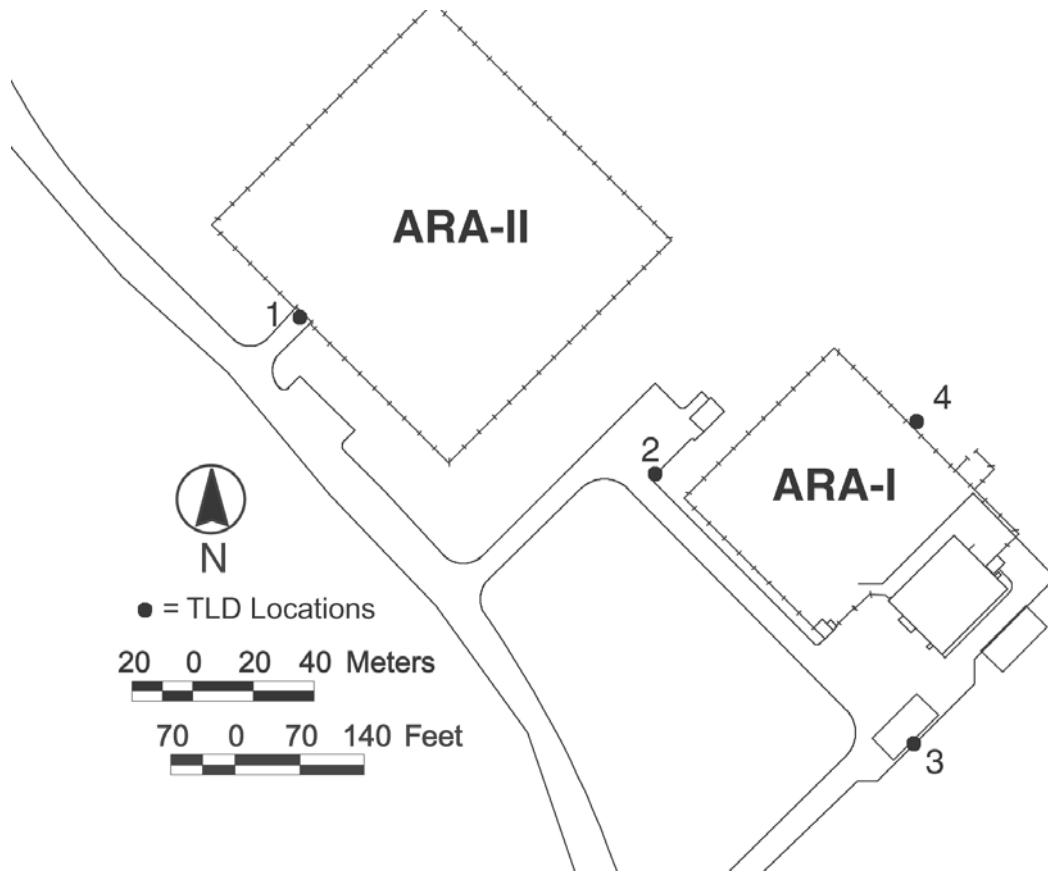 ARA-II
1
4
2
ARA-I
N
● = TLD Locations
20 0 20 40 Meters
70 0 70 140 Feet
3